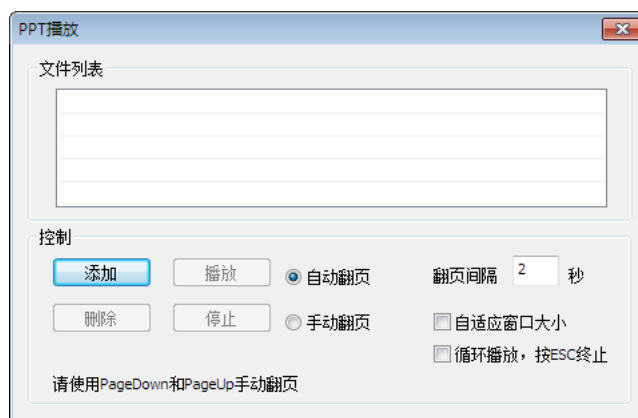 PPT播放
文件列表
控制
添加 播放 自动翻页 翻页间隔 2 秒
删除 停止 手动翻页 自适应窗口大小
循环播放，按ESC终止
请使用PageDown和PageUp手动翻页